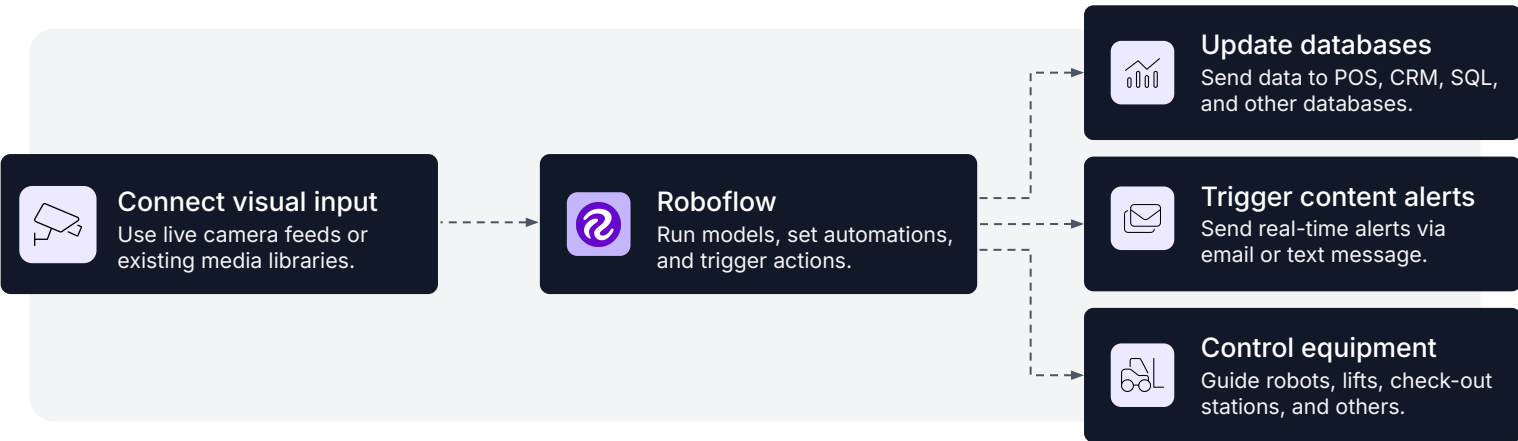 Connect visual input
Use live camera feeds or
existing media libraries.
Roboflow
Run models, set automations,
and trigger actions.
Update databases
Send data to POS, CRM, SQL,
and other databases.
Trigger content alerts
Send real-time alerts via
email or text message.
Control equipment
Guide robots, lifts, check-out
stations, and others.